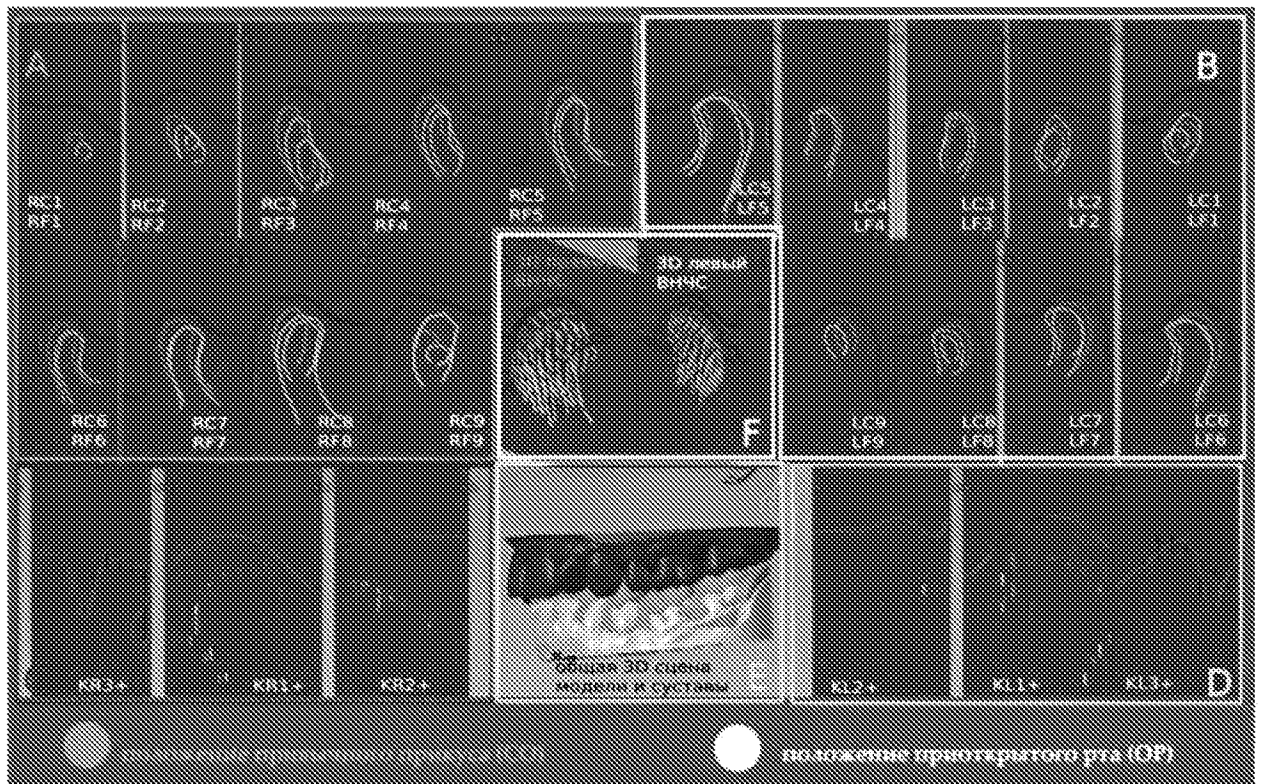 A
B
RC1
RF1
RC2
RF2
RC3
RF3
RC4
RF4
RC5
RF5
LC5
LF5
LC4
LF4
LC3
LF3
LC2
LF2
LC1
LF1
3D левый
ВНЧС
F
RC6
RF6
RC7
RF7
RC8
RF8
RC9
RF9
LC9
LF9
LC8
LF8
LC7
LF7
LC6
LF6
KR3+
KR1+
KR2+
общая 3D сцена
модели и суставы
E
KL2+
KL1+
KL3+
D
положение приоткрытого рта (ОР)